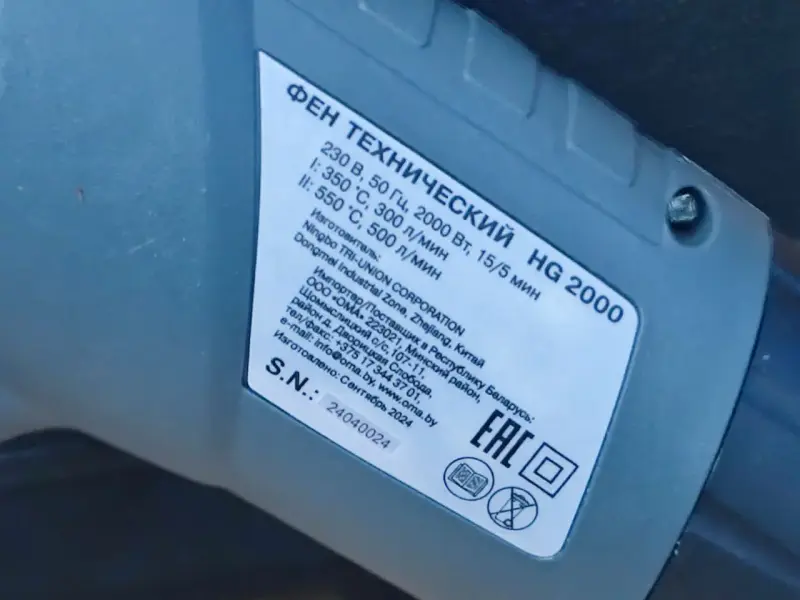 ФЕН ТЕХНИЧЕСКИЙ HG 2000
230 В, 50 Гц, 2000 Вт, 15/5 мин
I: 350 °C, 300 л/мин
II: 550 °C, 500 л/мин
Изготовитель:
Ningbo TRI-UNION CORPORATION
Dongmei Industrial Zone, Zhejiang, Китай
Импортер/Поставщик в Республику Беларусь:
ООО «ОМА» 223021, Минский район,
Щомыслицкий с/с, 107-11,
район д. Дворицкая Слобода,
тел/факс: +375 17 344 37 01,
e-mail: info@oma.by, www.oma.by
Изготовлено: Сентябрь 2024
S.N.: 24040024
EAC